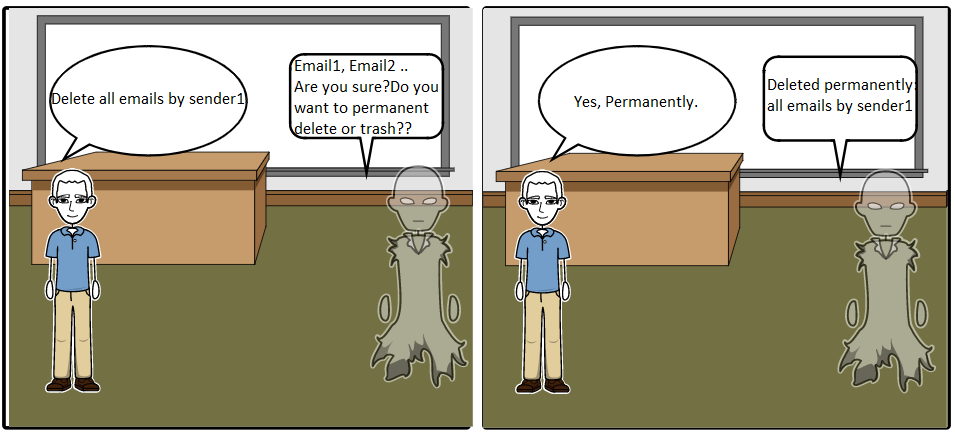 Delete all emails by sender1
Email1, Email2 ..
Are you sure?Do you
want to permanent
delete or trash??
Yes, Permanently.
Deleted permanently:
all emails by sender1